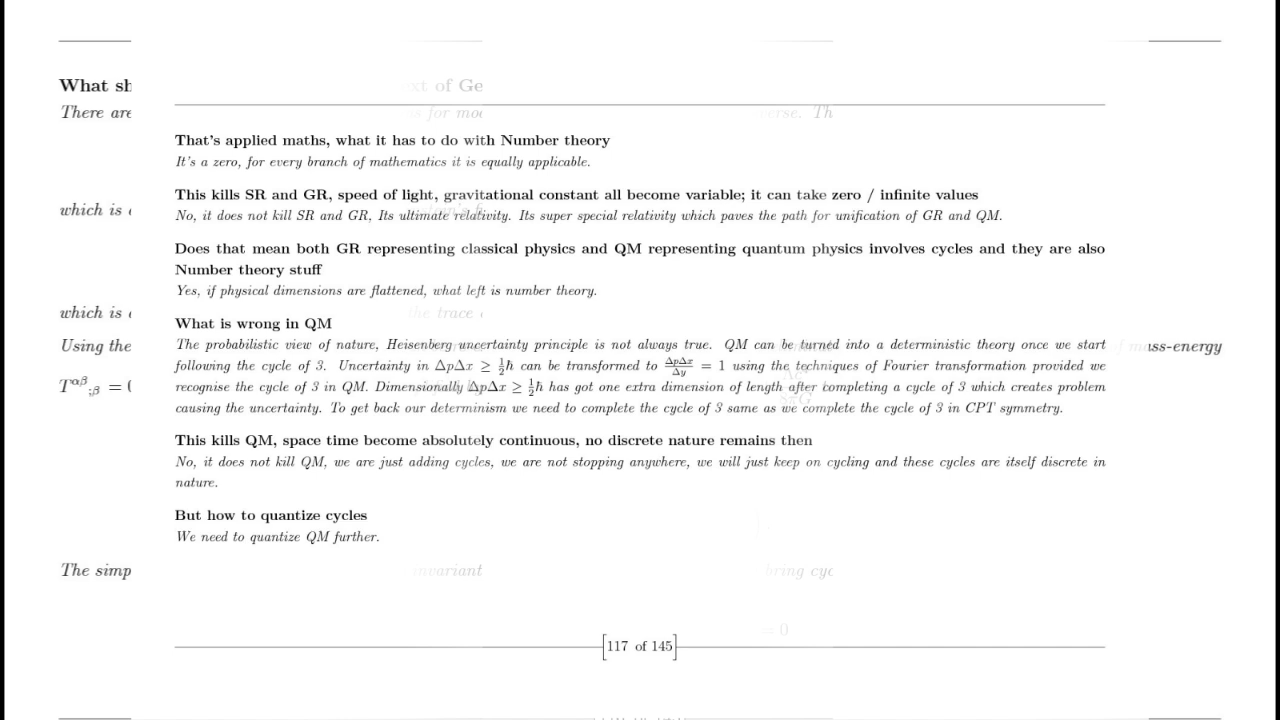 What sh
xt of Ge
There are
s for mod
erse. Th
That's applied maths, what it has to do with Number theory
It's a zero, for every branch of mathematics it is equally applicable.
This kills SR and GR, speed of light, gravitational constant all become variable; it can take zero / infinite values
which is
No, it does not kill SR and GR, Its ultimate relativity. Its super special relativity which paves the path for unification of GR and QM.
Does that mean both GR representing classical physics and QM representing quantum physics involves cycles and they are also
Number theory stuff
Yes, if physical dimensions are flattened, what left is number theory.
which is
the trace
What is wrong in QM
Using the
The probabilistic view of nature, Heisenberg uncertainty principle is not always true. QM can be turned into a deterministic theory once we start
mass-energy
following the cycle of 3. Uncertainty in ΔpΔx ≥ ½ħ can be transformed to ΔpΔx/Δy = 1 using the techniques of Fourier transformation provided we
T^{αβ}_{;β} = 0
recognise the cycle of 3 in QM. Dimensionally ΔpΔx ≥ ½ħ has got one extra dimension of length after completing a cycle of 3 which creates problem
8πG
causing the uncertainty. To get back our determinism we need to complete the cycle of 3 same as we complete the cycle of 3 in CPT symmetry.
This kills QM, space time become absolutely continuous, no discrete nature remains then
No, it does not kill QM, we are just adding cycles, we are not stopping anywhere, we will just keep on cycling and these cycles are itself discrete in
nature.
But how to quantize cycles
We need to quantize QM further.
The simp
nvariant
bring cyc
= 0
[117 of 145]